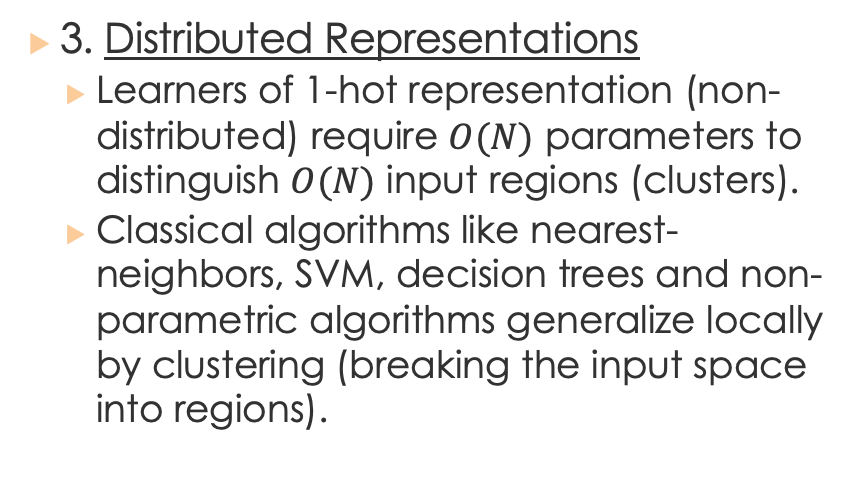 3. Distributed Representations
Learners of 1-hot representation (non-
distributed) require O(N) parameters to
distinguish O(N) input regions (clusters).
Classical algorithms like nearest-
neighbors, SVM, decision trees and non-
parametric algorithms generalize locally
by clustering (breaking the input space
into regions).